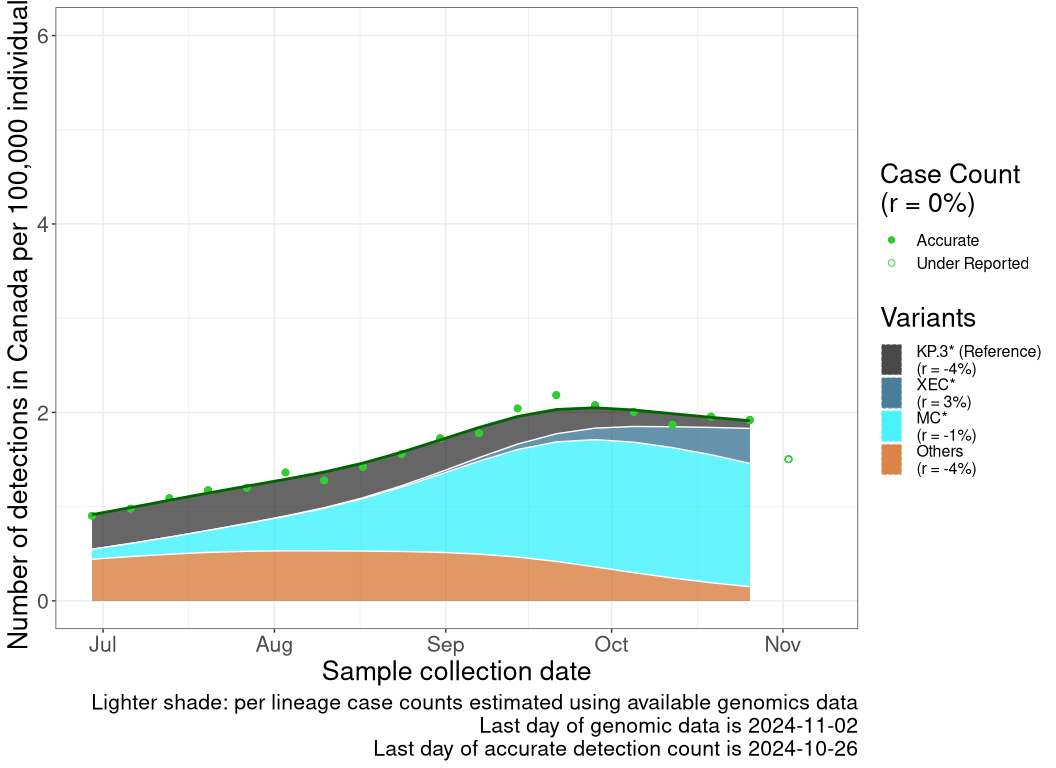 Number of detections in Canada per 100,000 individual
6
4
2
0
Jul
Aug
Sep
Oct
Nov
Sample collection date
Lighter shade: per lineage case counts estimated using available genomics data
Last day of genomic data is 2024-11-02
Last day of accurate detection count is 2024-10-26
Case Count
(r = 0%)
Accurate
Under Reported
Variants
KP.3* (Reference)
(r = -4%)
XEC*
(r = 3%)
MC*
(r = -1%)
Others
(r = -4%)